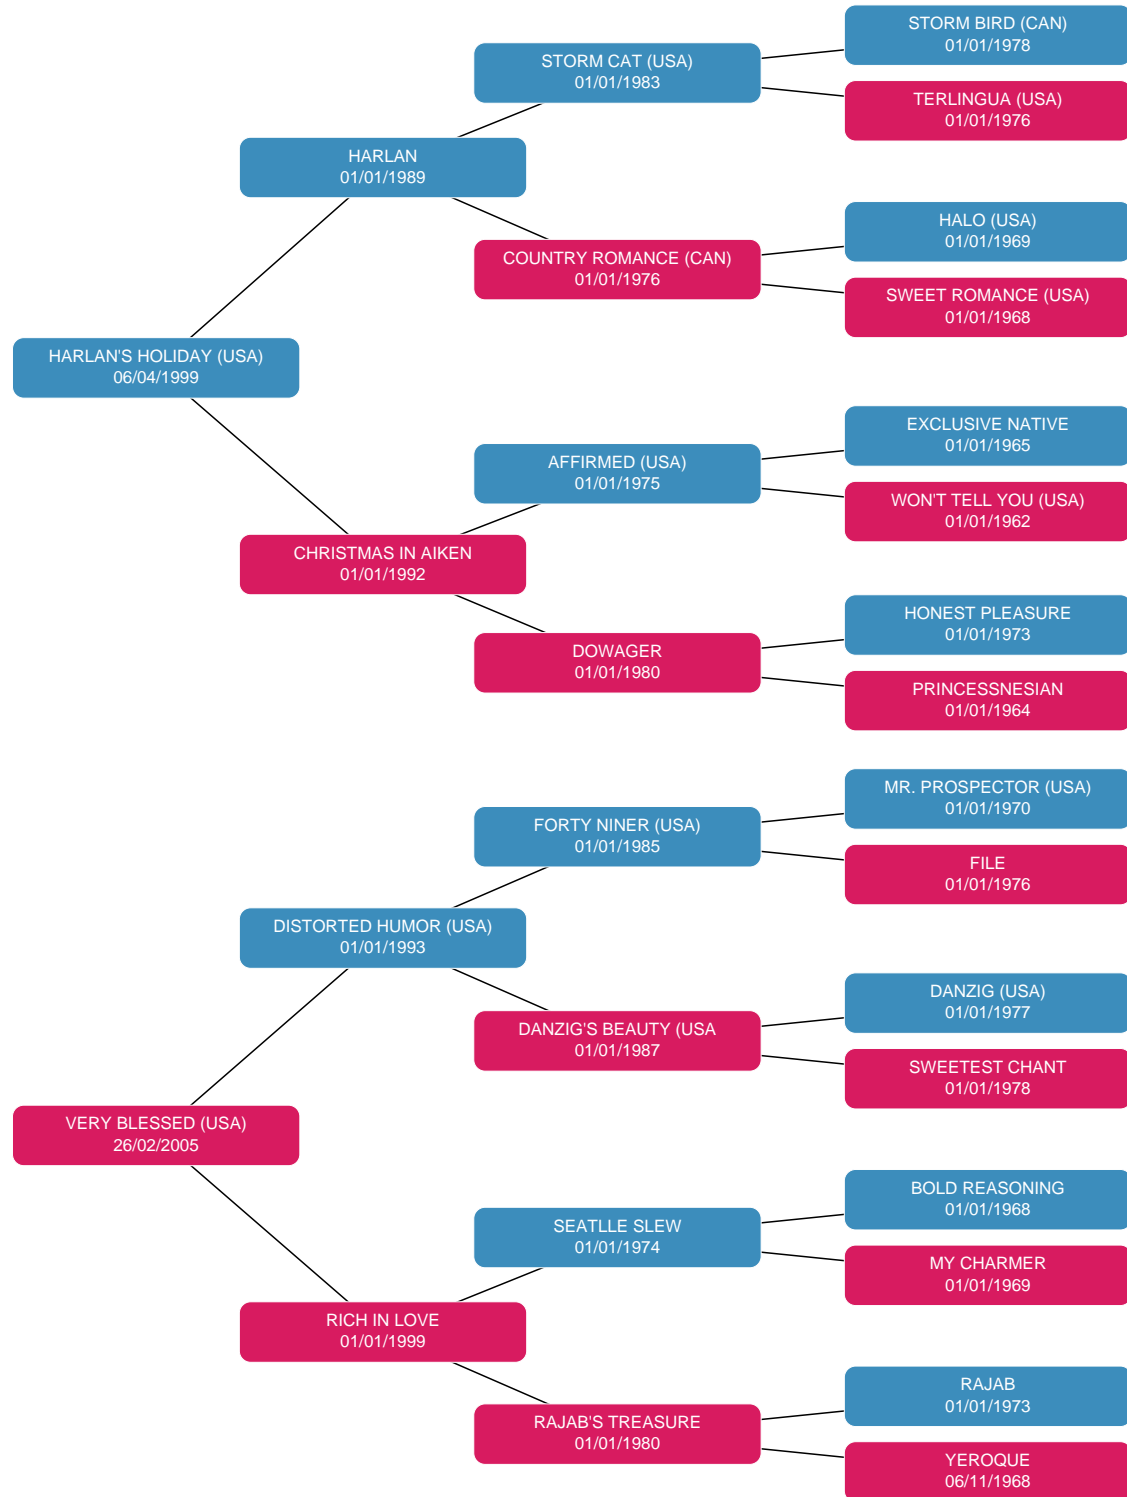 STORM BIRD (CAN)
01/01/1978
STORM CAT (USA)
01/01/1983
TERLINGUA (USA)
01/01/1976
HARLAN
01/01/1989
HALO (USA)
01/01/1969
COUNTRY ROMANCE (CAN)
01/01/1976
SWEET ROMANCE (USA)
01/01/1968
HARLAN'S HOLIDAY (USA)
06/04/1999
EXCLUSIVE NATIVE
01/01/1965
AFFIRMED (USA)
01/01/1975
WON'T TELL YOU (USA)
01/01/1962
CHRISTMAS IN AIKEN
01/01/1992
HONEST PLEASURE
01/01/1973
DOWAGER
01/01/1980
PRINCESSNESIAN
01/01/1964
MR. PROSPECTOR (USA)
01/01/1970
FORTY NINER (USA)
01/01/1985
FILE
01/01/1976
DISTORTED HUMOR (USA)
01/01/1993
DANZIG (USA)
01/01/1977
DANZIG'S BEAUTY (USA
01/01/1987
SWEETEST CHANT
01/01/1978
VERY BLESSED (USA)
26/02/2005
BOLD REASONING
01/01/1968
SEATLLE SLEW
01/01/1974
MY CHARMER
01/01/1969
RICH IN LOVE
01/01/1999
RAJAB
01/01/1973
RAJAB'S TREASURE
01/01/1980
YEROQUE
06/11/1968